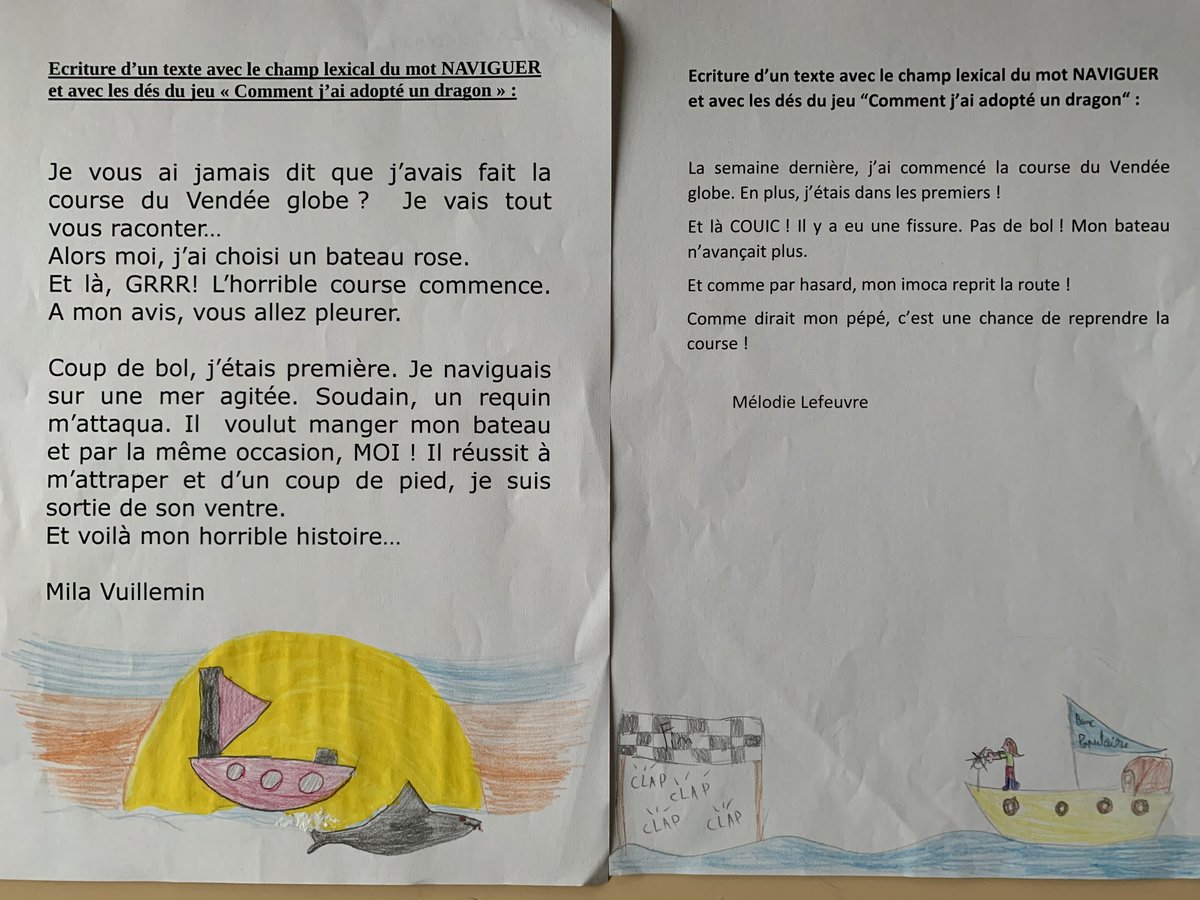 Ecriture d’un texte avec le champ lexical du mot NAVIGUER
et avec les dés du jeu « Comment j’ai adopté un dragon » :
Je vous ai jamais dit que j’avais fait la
course du Vendée globe ? Je vais tout
vous raconter…
Alors moi, j’ai choisi un bateau rose.
Et là, GRRR! L’horrible course commence.
A mon avis, vous allez pleurer.
Coup de bol, j’étais première. Je naviguais
sur une mer agitée. Soudain, un requin
m’attaqua. Il voulut manger mon bateau
et par la même occasion, MOI ! Il réussit à
m’attraper et d’un coup de pied, je suis
sortie de son ventre.
Et voilà mon horrible histoire…
Mila Vuillemin
Ecriture d’un texte avec le champ lexical du mot NAVIGUER
et avec les dés du jeu “Comment j’ai adopté un dragon“ :
La semaine dernière, j’ai commencé la course du Vendée
globe. En plus, j’étais dans les premiers !
Et là COUIC ! Il y a eu une fissure. Pas de bol ! Mon bateau
n’avançait plus.
Et comme par hasard, mon imoca reprit la route !
Comme dirait mon pépé, c’est une chance de reprendre la
course !
Mélodie Lefeuvre
CLAP
CLAP
CLAP
CLAP
Banc
Populaire